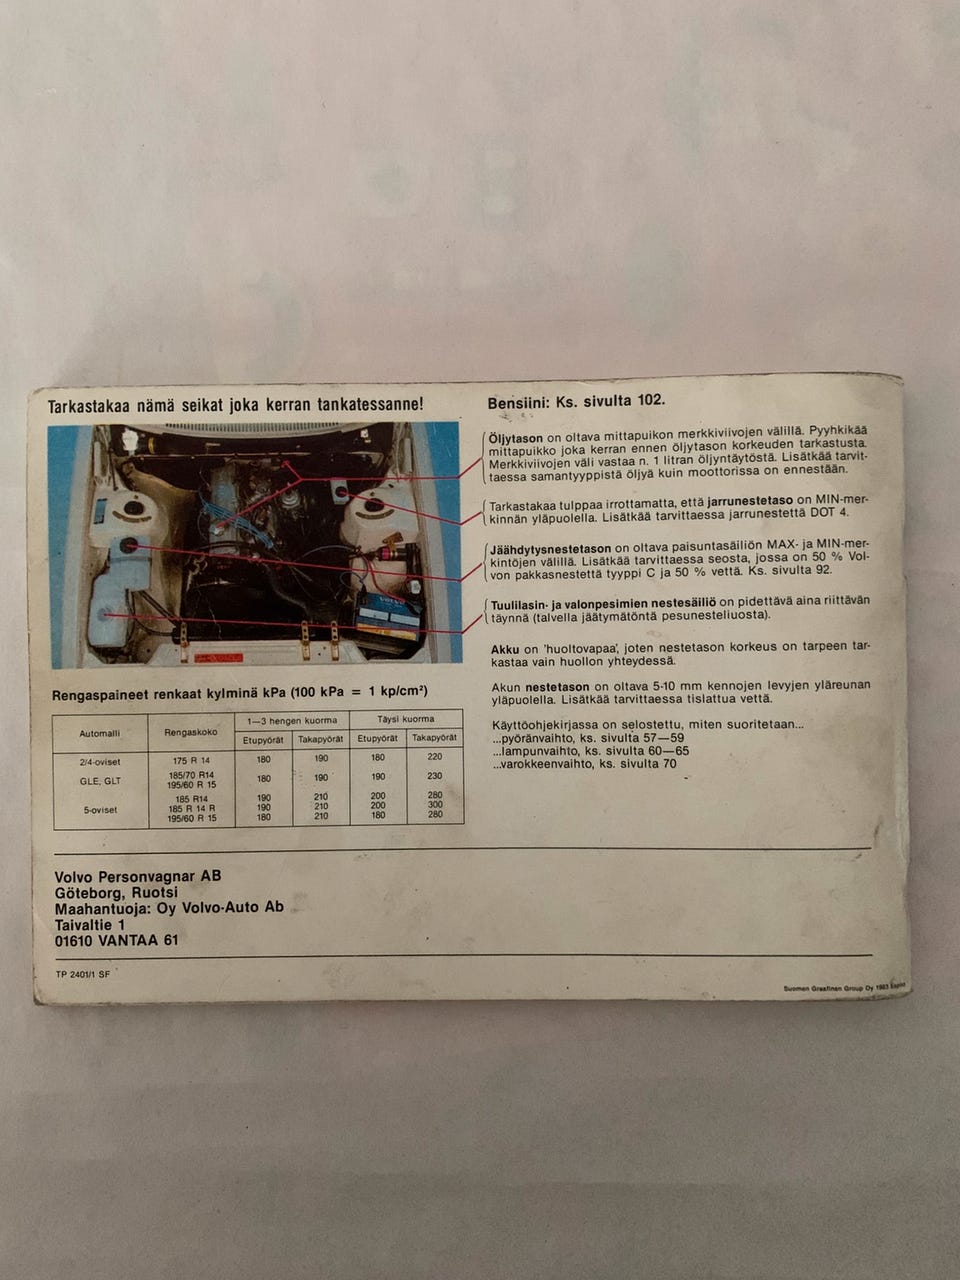 Tarkastakaa nämä seikat joka kerran tankatessanne!
VOLVO
Rengaspaineet renkaat kylminä kPa (100 kPa = 1 kp/cm²)
Automalli Rengaskoko 1—3 hengen kuorma Täysi kuorma
Etupyörät Takapyörät Etupyörät Takapyörät
2/4-oviset 175 R 14 180 190 180 220
GLE, GLT 185/70 R14 180 190 190 230
195/60 R 15
5-oviset 185 R14 190 210 200 280
185 R 14 R 190 210 200 300
195/60 R 15 180 210 180 280
Bensiini: Ks. sivulta 102.
Öljytason on oltava mittapuikon merkkiviivojen välillä. Pyyhkikää
mittapuikko joka kerran ennen öljytason korkeuden tarkastusta.
Merkkiviivojen väli vastaa n. 1 litran öljyntäytöstä. Lisätkää tarvit-
taessa samantyyppistä öljyä kuin moottorissa on ennestään.
Tarkastakaa tulppaa irrottamatta, että jarrunestetaso on MIN-mer-
kinnän yläpuolella. Lisätkää tarvittaessa jarrunestettä DOT 4.
Jäähdytysnestetason on oltava paisuntasäiliön MAX- ja MIN-mer-
kintöjen välillä. Lisätkää tarvittaessa seosta, jossa on 50 % Vol-
von pakkasnestettä tyyppi C ja 50 % vettä. Ks. sivulta 92.
Tuulilasin- ja valonpesimien nestesäiliö on pidettävä aina riittävän
täynnä (talvella jäätymätöntä pesunesteliuosta).
Akku on 'huoltovapaa', joten nestetason korkeus on tarpeen tar-
kastaa vain huollon yhteydessä.
Akun nestetason on oltava 5-10 mm kennojen levyjen yläreunan
yläpuolella. Lisätkää tarvittaessa tislattua vettä.
Käyttöohjekirjassa on selostettu, miten suoritetaan...
...pyöränvaihto, ks. sivulta 57—59
...lampunvaihto, ks. sivulta 60—65
...varokkeenvaihto, ks. sivulta 70
Volvo Personvagnar AB
Göteborg, Ruotsi
Maahantuoja: Oy Volvo-Auto Ab
Taivaltie 1
01610 VANTAA 61
TP 2401/1 SF
Suomen Graafinen Group Oy 1983 Espoo